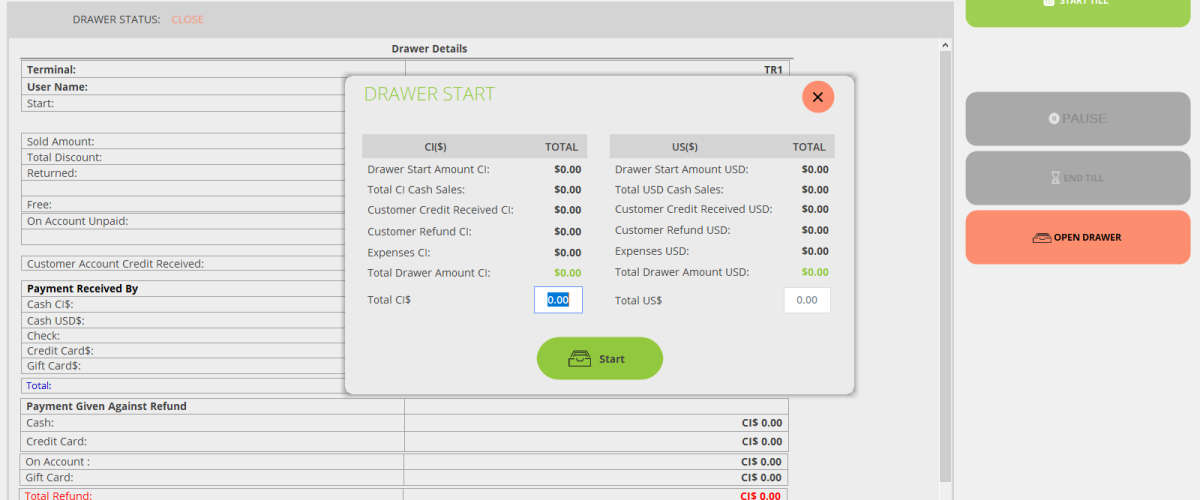 DRAWER STATUS: CLOSE
START TILL
Drawer Details
Terminal: TR1
User Name:
Start:
Sold Amount:
Total Discount:
Returned:
Free:
On Account Unpaid:
Customer Account Credit Received:
Payment Received By
Cash CI$:
Cash USD$:
Check:
Credit Card$:
Gift Card$:
Total:
Payment Given Against Refund
Cash: CI$ 0.00
Credit Card: CI$ 0.00
On Account : CI$ 0.00
Gift Card: CI$ 0.00
Total Refund: CI$ 0.00
DRAWER START
CI($) TOTAL
Drawer Start Amount CI: $0.00
Total CI Cash Sales: $0.00
Customer Credit Received CI: $0.00
Customer Refund CI: $0.00
Expenses CI: $0.00
Total Drawer Amount CI: $0.00
Total CI$ 0.00
US($) TOTAL
Drawer Start Amount USD: $0.00
Total USD Cash Sales: $0.00
Customer Credit Received USD: $0.00
Customer Refund USD: $0.00
Expenses USD: $0.00
Total Drawer Amount USD: $0.00
Total US$ 0.00
Start
PAUSE
END TILL
OPEN DRAWER